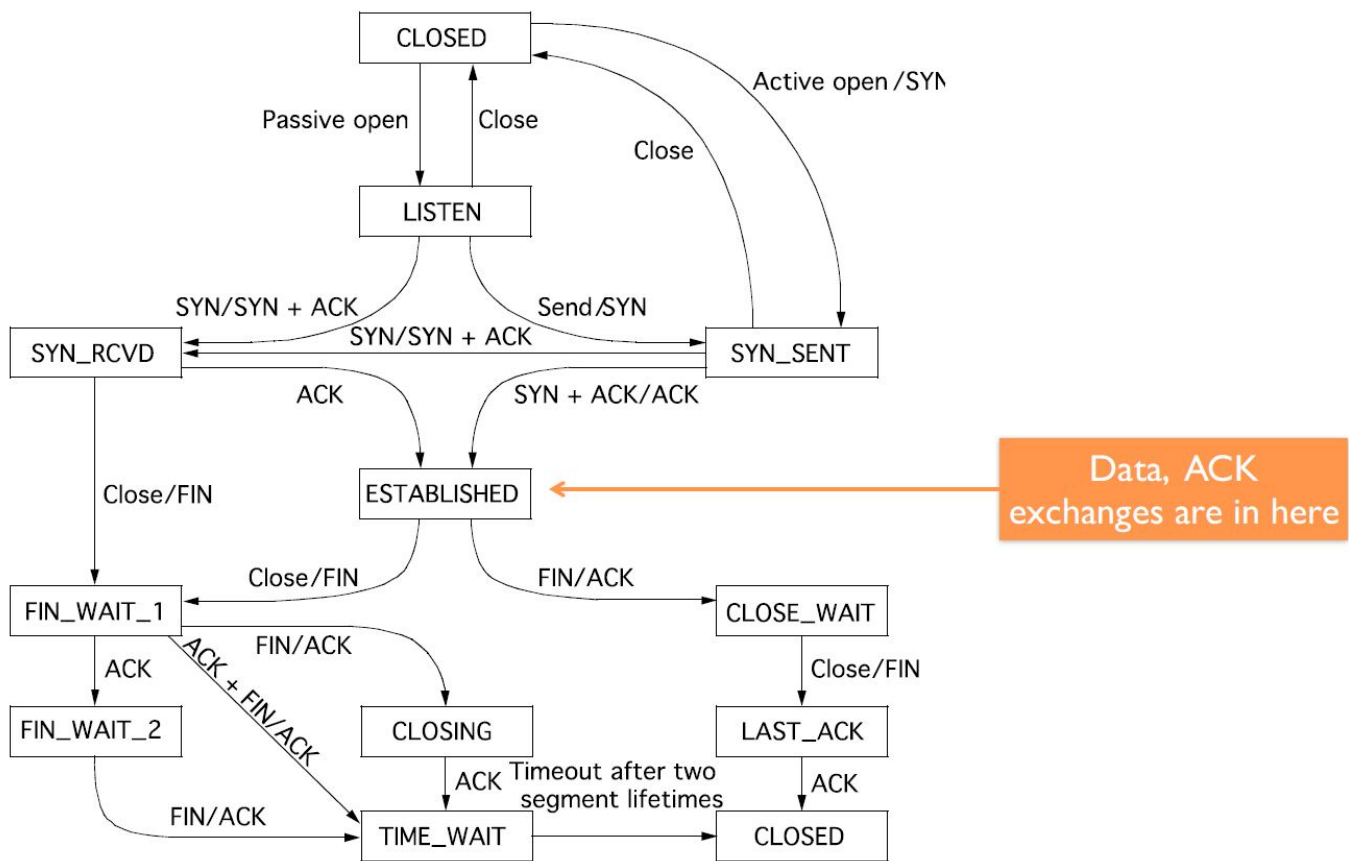 CLOSED
Active open /SYN
Passive open
Close
Close
LISTEN
SYN/SYN + ACK
Send/SYN
SYN/SYN + ACK
SYN_RCVD
SYN_SENT
ACK
SYN + ACK/ACK
Data, ACK
exchanges are in here
ESTABLISHED
Close/FIN
Close/FIN
FIN/ACK
FIN_WAIT_1
CLOSE_WAIT
FIN/ACK
ACK
ACK + FIN/ACK
Close/FIN
FIN_WAIT_2
CLOSING
LAST_ACK
ACK
Timeout after two
segment lifetimes
ACK
FIN/ACK
TIME_WAIT
CLOSED